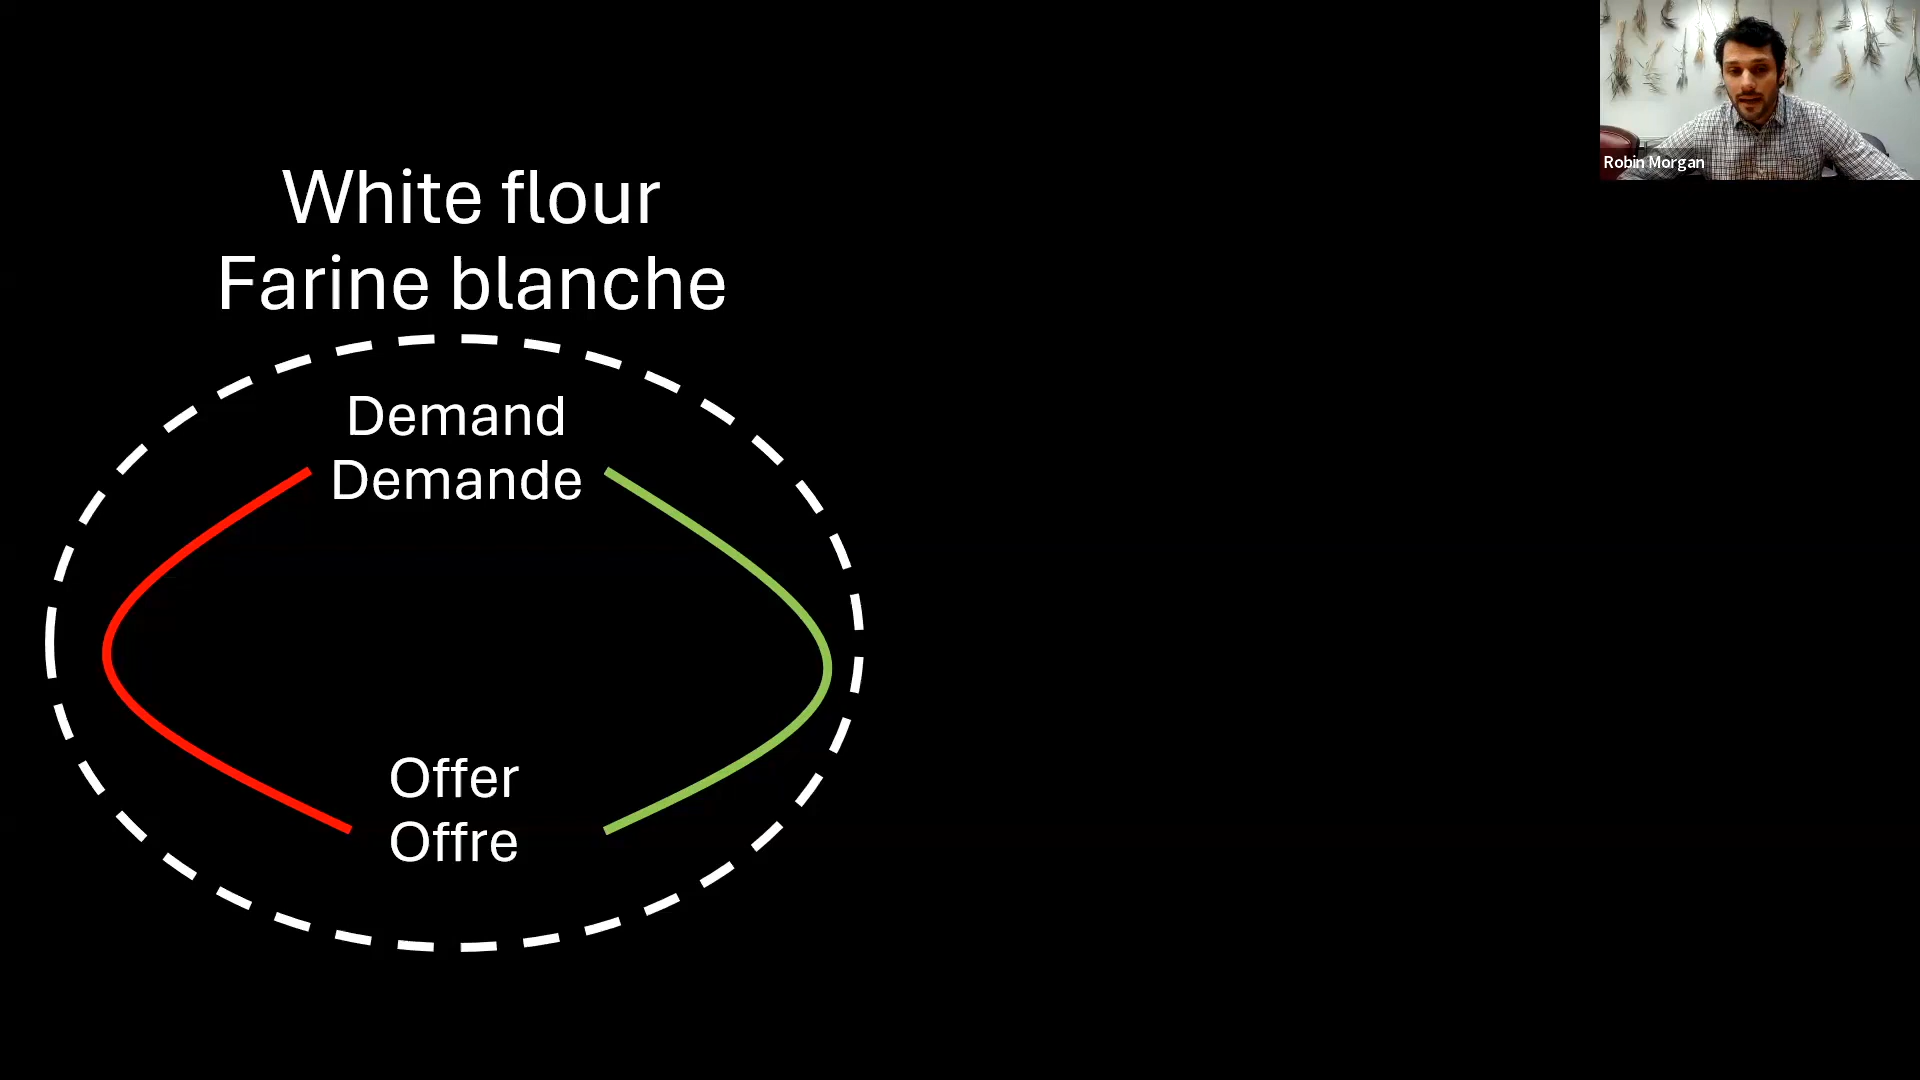 Robin Morgan
White flour
Farine blanche
Demand
Demande
Offer
Offre